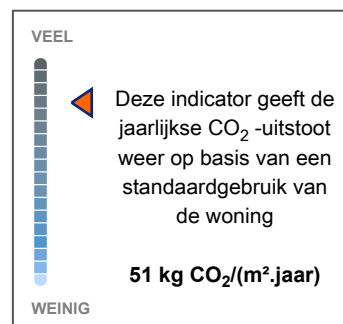 VEEL
Deze indicator geeft de
jaarlijkse CO₂ -uitstoot
weer op basis van een
standaardgebruik van
de woning
51 kg CO₂/(m².jaar)
WEINIG